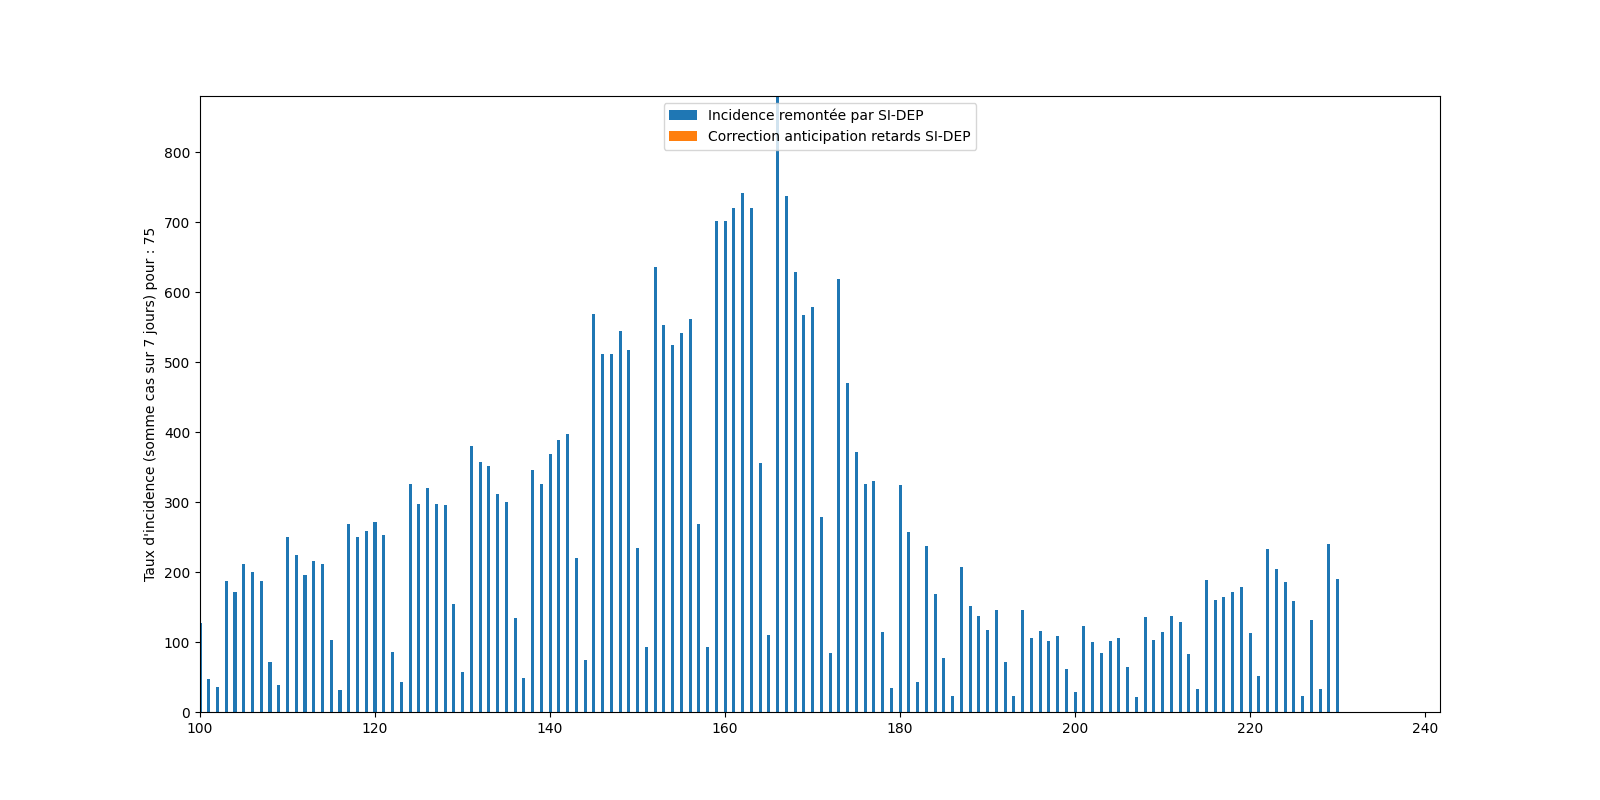 Incidence remontée par SI-DEP
Correction anticipation retards SI-DEP
Taux d'incidence (somme cas sur 7 jours) pour : 75
800
700
600
500
400
300
200
100
0
100 120 140 160 180 200 220 240